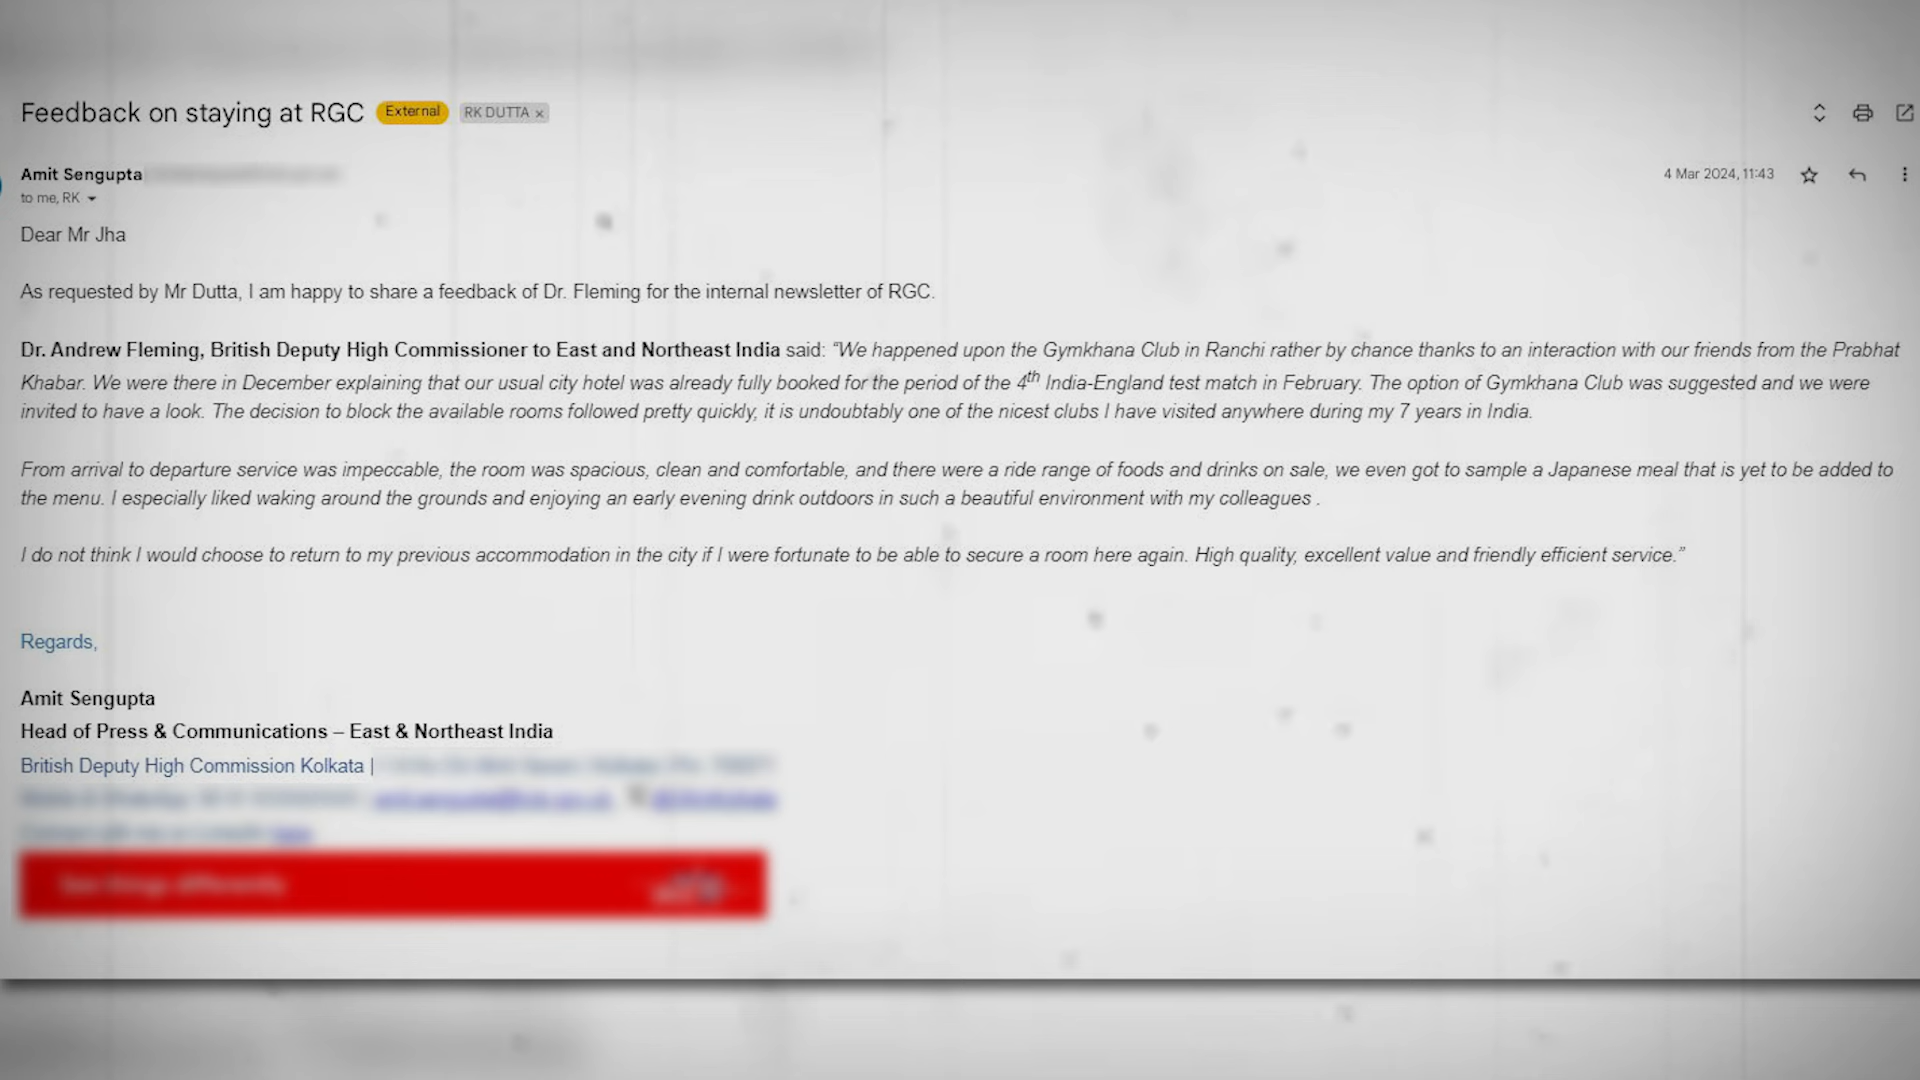 Feedback on staying at RGC External RK DUTTA ×
Amit Sengupta
4 Mar 2024, 11:43
to me, RK
Dear Mr Jha
As requested by Mr Dutta, I am happy to share a feedback of Dr. Fleming for the internal newsletter of RGC.
Dr. Andrew Fleming, British Deputy High Commissioner to East and Northeast India said: “We happened upon the Gymkhana Club in Ranchi rather by chance thanks to an interaction with our friends from the Prabhat
Khabar. We were there in December explaining that our usual city hotel was already fully booked for the period of the 4th India-England test match in February. The option of Gymkhana Club was suggested and we were
invited to have a look. The decision to block the available rooms followed pretty quickly, it is undoubtably one of the nicest clubs I have visited anywhere during my 7 years in India.
From arrival to departure service was impeccable, the room was spacious, clean and comfortable, and there were a ride range of foods and drinks on sale, we even got to sample a Japanese meal that is yet to be added to
the menu. I especially liked waking around the grounds and enjoying an early evening drink outdoors in such a beautiful environment with my colleagues .
I do not think I would choose to return to my previous accommodation in the city if I were fortunate to be able to secure a room here again. High quality, excellent value and friendly efficient service.”
Regards,
Amit Sengupta
Head of Press & Communications – East & Northeast India
British Deputy High Commission Kolkata |